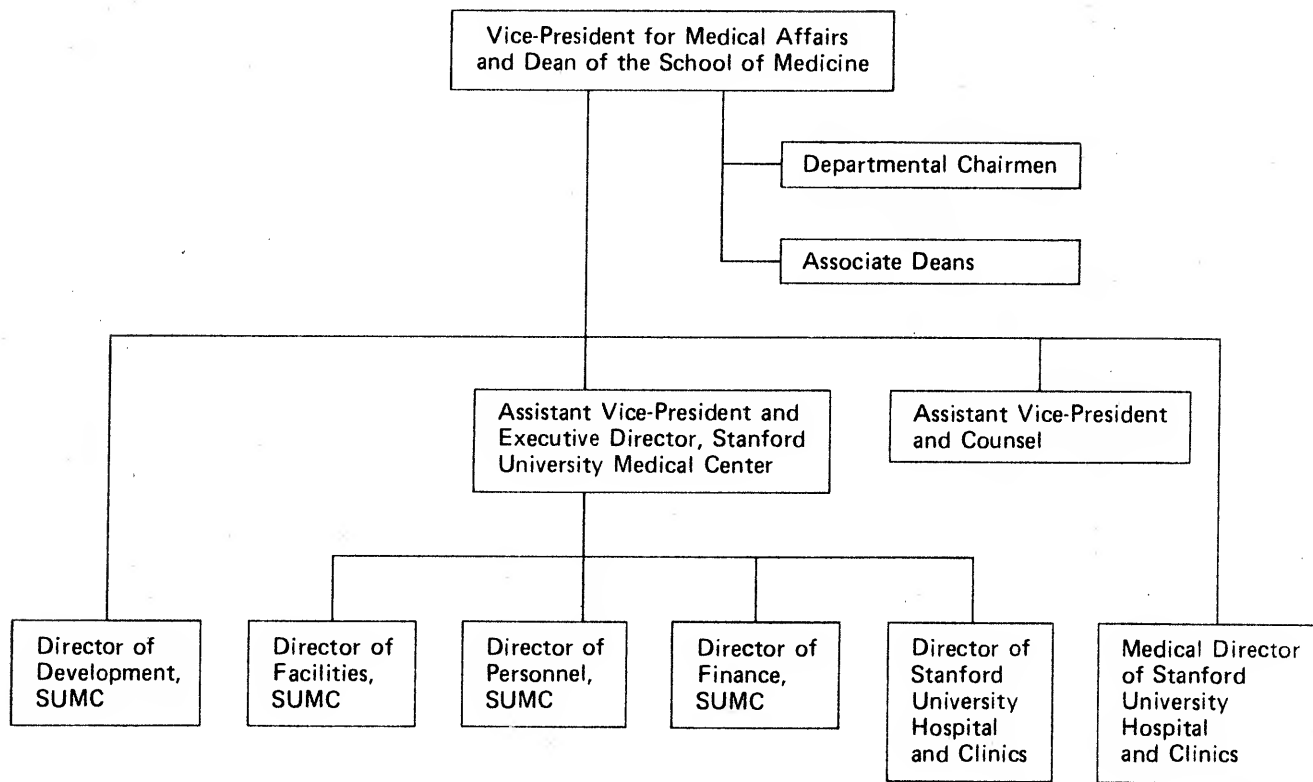 Vice-President for Medical Affairs
and Dean of the School of Medicine
Departmental Chairmen
Associate Deans
Assistant Vice-President and
Executive Director, Stanford
University Medical Center
Assistant Vice-President
and Counsel
Director of
Development,
SUMC
Director of
Facilities,
SUMC
Director of
Personnel,
SUMC
Director of
Finance,
SUMC
Director of
Stanford
University
Hospital
and Clinics
Medical Director
of Stanford
University
Hospital
and Clinics